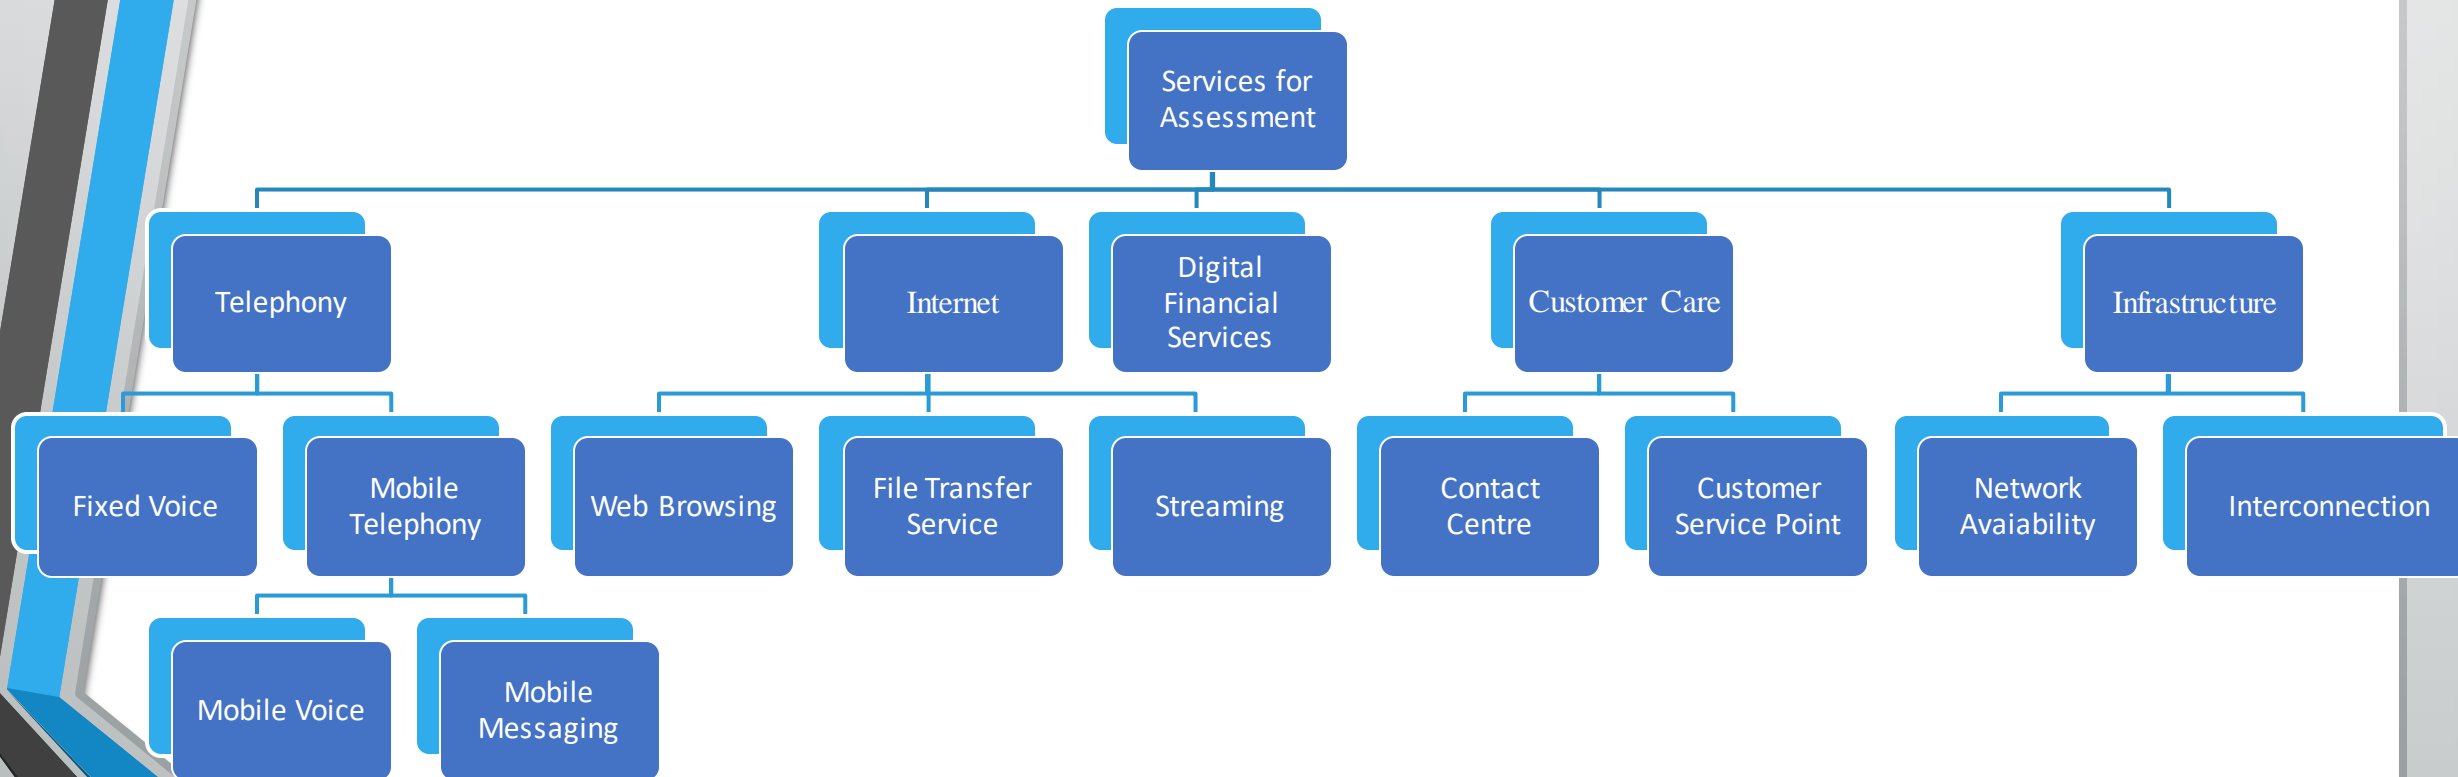 Services for
Assessment
Telephony
Internet
Digital
Financial
Services
Customer Care
Infrastructure
Fixed Voice
Mobile
Telephony
Web Browsing
File Transfer
Service
Streaming
Contact
Centre
Customer
Service Point
Network
Avaiability
Interconnection
Mobile Voice
Mobile
Messaging